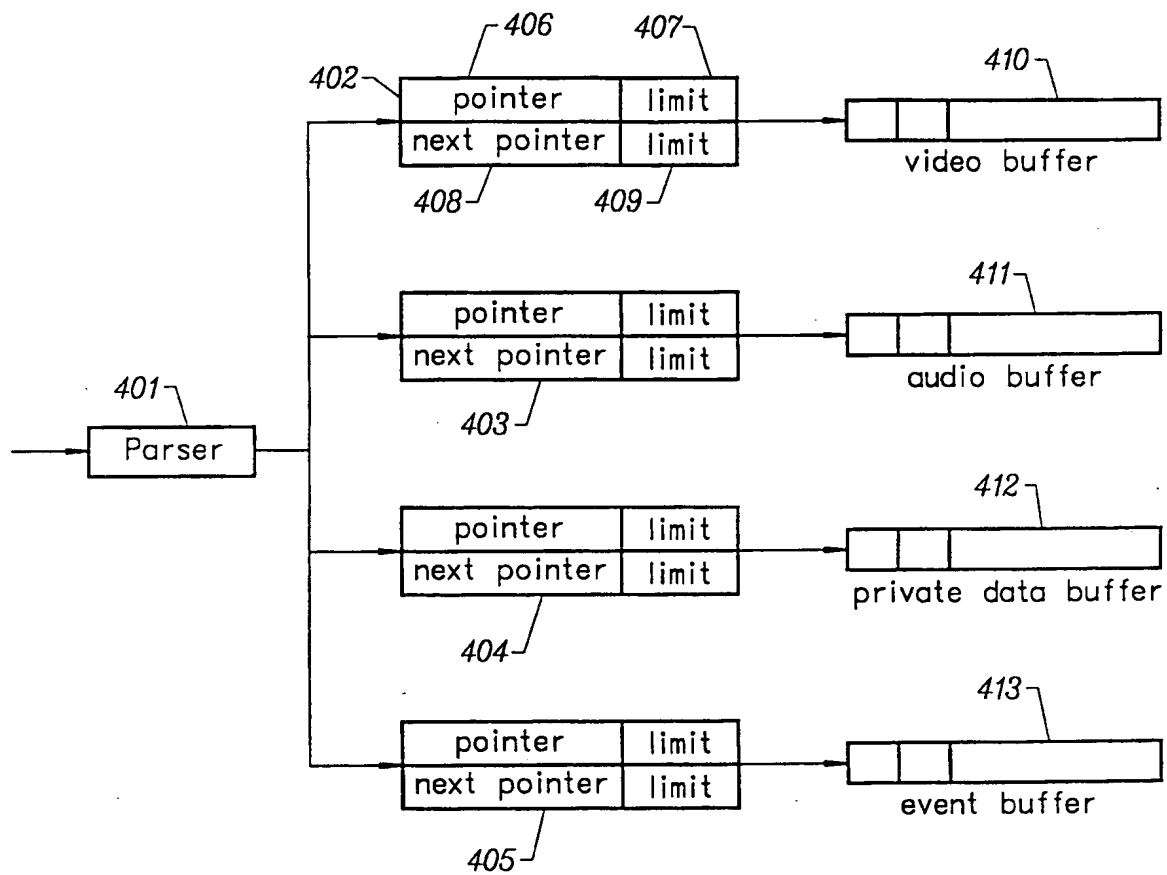 406
407
402
410
pointer limit
next pointer limit
video buffer
408
409
411
pointer limit
next pointer limit
audio buffer
401
403
Parser
412
pointer limit
next pointer limit
private data buffer
404
413
pointer limit
next pointer limit
event buffer
405